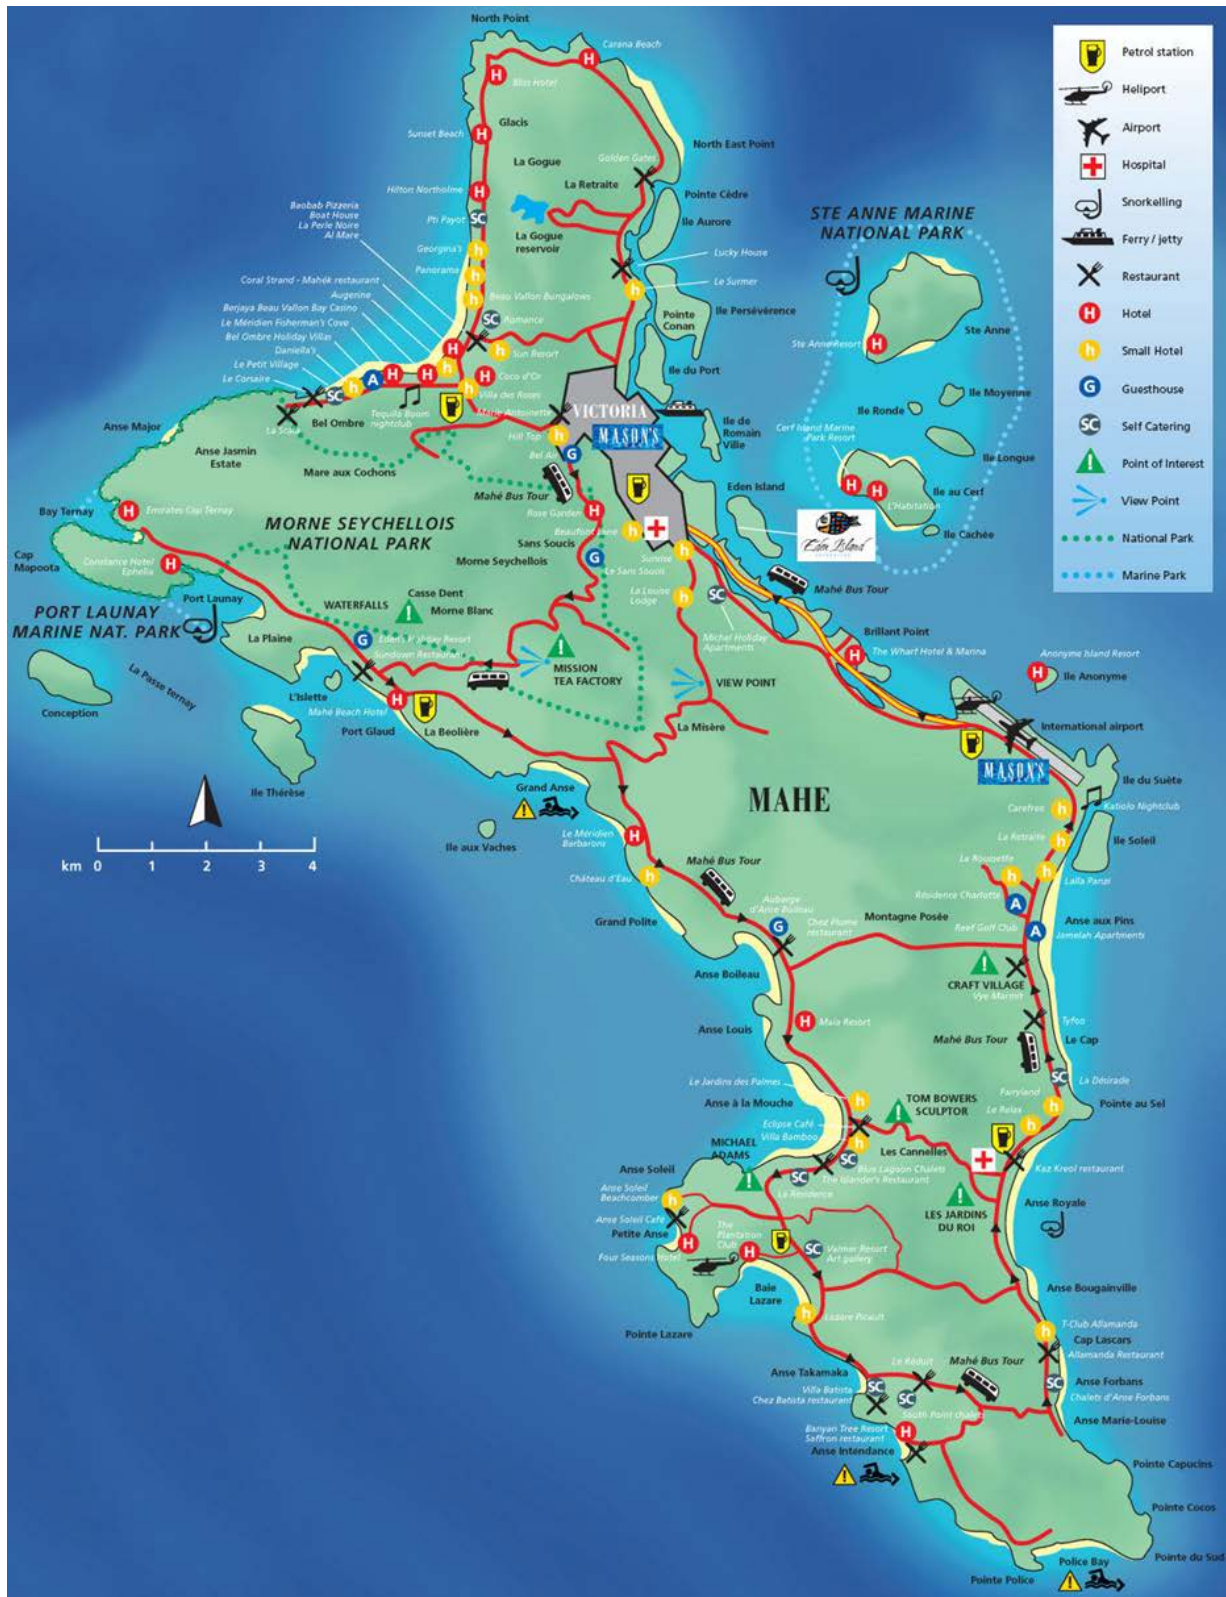 North Point
Carana Beach
Bliss Hotel
Glacis
Sunset Beach
La Gogue
Golden Gates
North East Point
La Retraite
Hilton Northolme
Pointe Cèdre
Baobab Pizzeria
Boat House
La Perle Noire
Al Mare
Pti Payot
Ile Aurore
La Gogue
reservoir
Georgina's
Lucky House
Panorama
Coral Strand - Mahék restaurant
Augerine
Le Surmer
Beau Vallon Bungalows
Berjaya Beau Vallon Bay Casino
Ile Persévérence
Le Méridien Fisherman's Cove
Romance
Pointe
Conan
Bel Ombre Holiday Villas
Daniella's
Sun Resort
Le Petit Village
Ile du Port
Le Corsaire
Coco d'Or
Villa des Roses
Marie Antoinette
VICTORIA
MASON'S
La Scala
Bel Ombre
Tequila Boom
nightclub
Hill Top
Bel Air
Ile de
Romain
Ville
Anse Major
Anse Jasmin
Estate
Mare aux Cochons
Mahé Bus Tour
Eden Island
Eden Island
Rose Garden
Bay Ternay
Emirates Cap Ternay
MORNE SEYCHELLOIS
NATIONAL PARK
Sans Soucis
Sunrise
Cap
Mapoota
Constance Hotel
Ephelia
Morne Seychellois
Le Sans Soucis
La Louise
Lodge
Mahé Bus Tour
Port Launay
PORT LAUNAY
MARINE NAT. PARK
WATERFALLS
Casse Dent
Morne Blanc
Michel Holiday
Apartments
Brillant Point
The Wharf Hotel & Marina
La Plaine
Eden's Holiday Resort
Sundown Restaurant
MISSION
TEA FACTORY
VIEW POINT
Anonyme Island Resort
Ile Anonyme
La Passe ternay
Conception
L'Islette
Mahé Beach Hotel
Port Glaud
La Beolière
La Misère
International airport
MASON'S
Ile du Suète
Ile Thérèse
Grand Anse
MAHE
Carefree
Katiolo Nightclub
Ile aux Vaches
Le Méridien
Barbarons
La Retraite
Ile Soleil
km 0 1 2 3 4
Mahé Bus Tour
La Roussette
Château d'Eau
Lalla Panzi
Auberge
d'Anse Boileau
Résidence Charlotte
Grand Polite
Chez Plume
restaurant
Montagne Posée
Anse aux Pins
Reef Golf Club
Jamelah Apartments
Anse Boileau
CRAFT VILLAGE
Vye Marmit
Maia Resort
Tyfoo
Anse Louis
Mahé Bus Tour
Le Cap
La Désirade
Le Jardins des Palmes
Fairyland
Anse à la Mouche
TOM BOWERS
SCULPTOR
Le Relax
Pointe au Sel
Eclipse Café
Villa Bamboo
MICHAEL
ADAMS
Les Cannelles
Blue Lagoon Chalets
The Islander's Restaurant
Kaz Kreol restaurant
Anse Soleil
La Résidence
Anse Soleil
Beachcomber
Anse Royale
LES JARDINS
DU ROI
Anse Soleil Café
Petite Anse
The
Plantation
Club
Four Seasons Hotel
Valmer Resort
Art gallery
Baie
Lazare
Anse Bougainville
Lazare Picault
Pointe Lazare
T-Club Allamanda
Cap Lascars
Allamanda Restaurant
Anse Takamaka
Le Réduit
Mahé Bus Tour
Anse Forbans
Villa Batista
Chez Batista restaurant
Chalets d'Anse Forbans
South Point chalets
Anse Marie-Louise
Banyan Tree Resort
Saffron restaurant
Anse Intendance
Pointe Capucins
Pointe Cocos
Police Bay
Pointe du Sud
Pointe Police
STE ANNE MARINE
NATIONAL PARK
Ste Anne
Ste Anne Resort
Ile Moyenne
Ile Ronde
Cerf Island Marine
Park Resort
Ile Longue
Ile au Cerf
L'Habitation
Ile Cachée
Petrol station
Heliport
Airport
Hospital
Snorkelling
Ferry / jetty
Restaurant
H Hotel
h Small Hotel
G Guesthouse
SC Self Catering
! Point of Interest
View Point
National Park
Marine Park